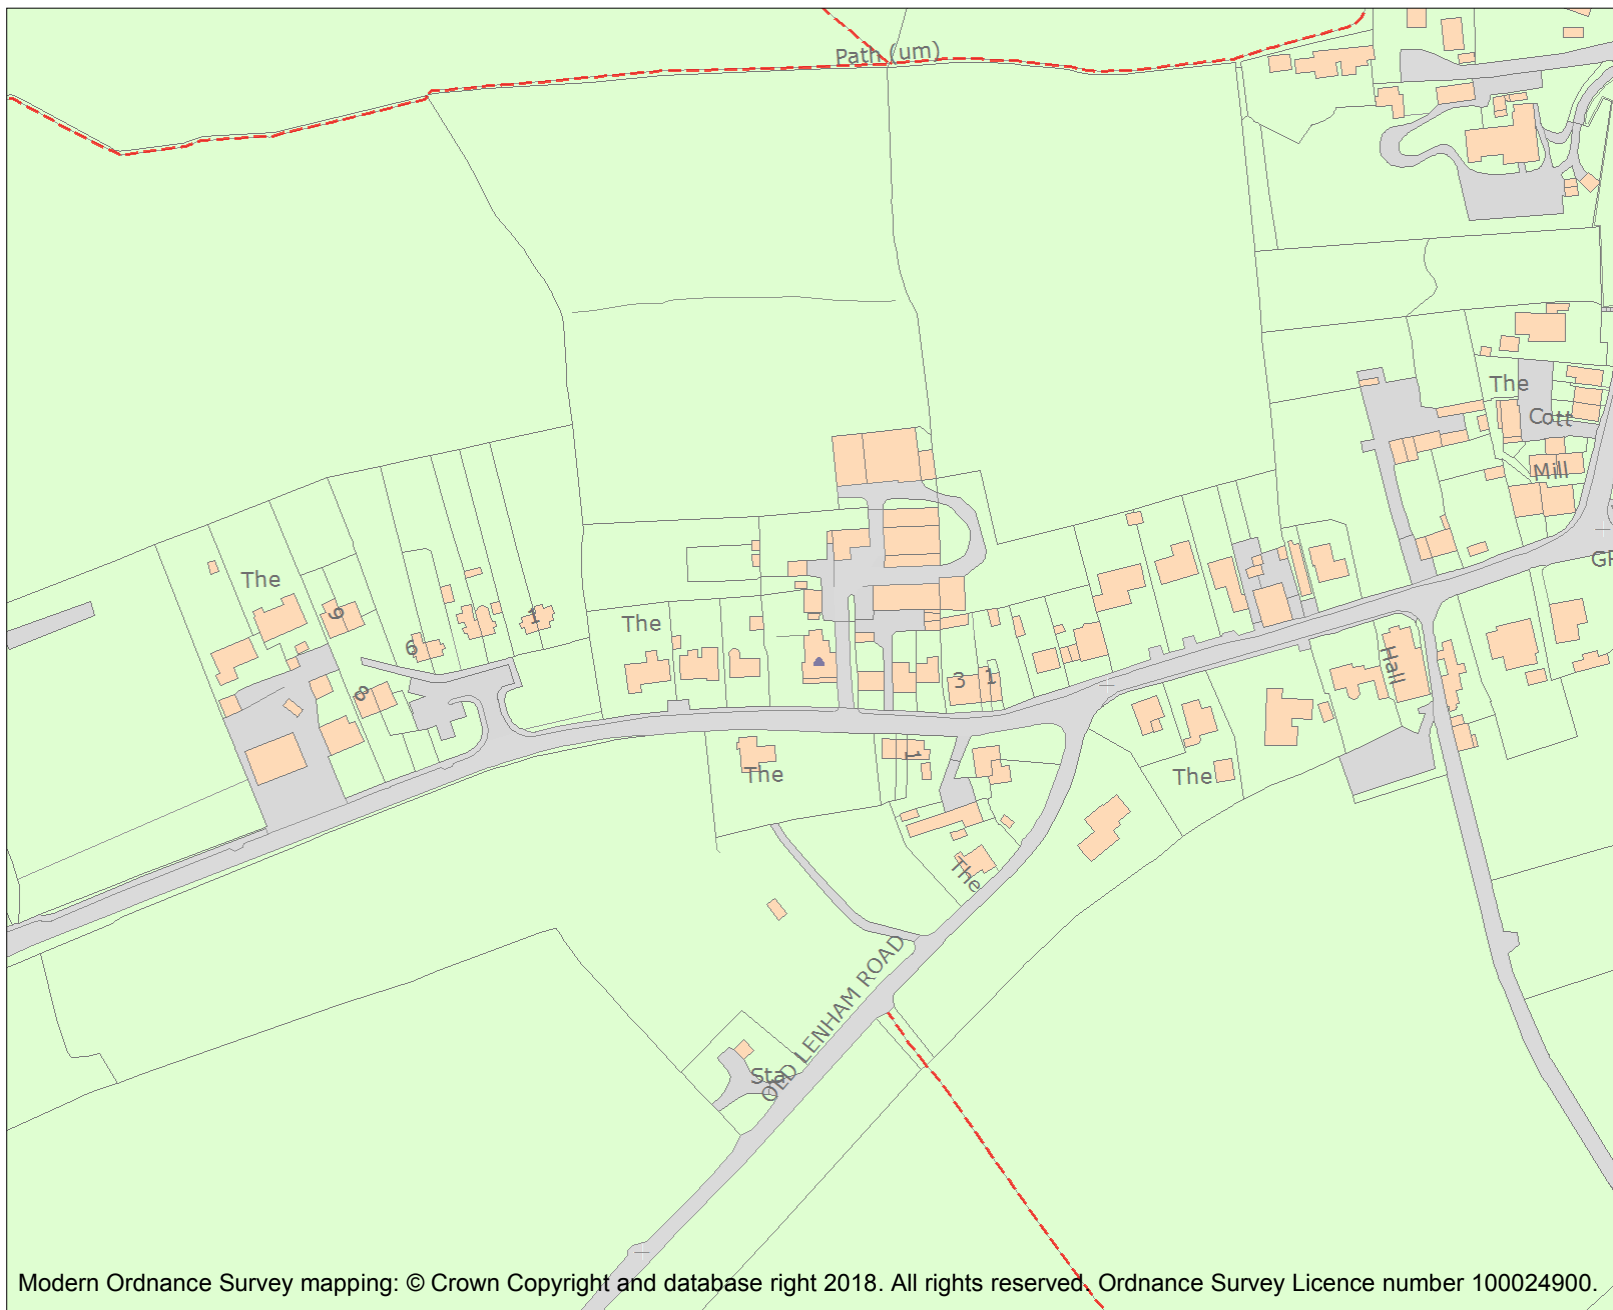 Path (um)
The
Cott
Mill
GR
The
9
6
8
1
The
3 1
Hall
The
1
The
The
OLD LENHAM ROAD
Sta
Modern Ordnance Survey mapping: © Crown Copyright and database right 2018. All rights reserved. Ordnance Survey Licence number 100024900.